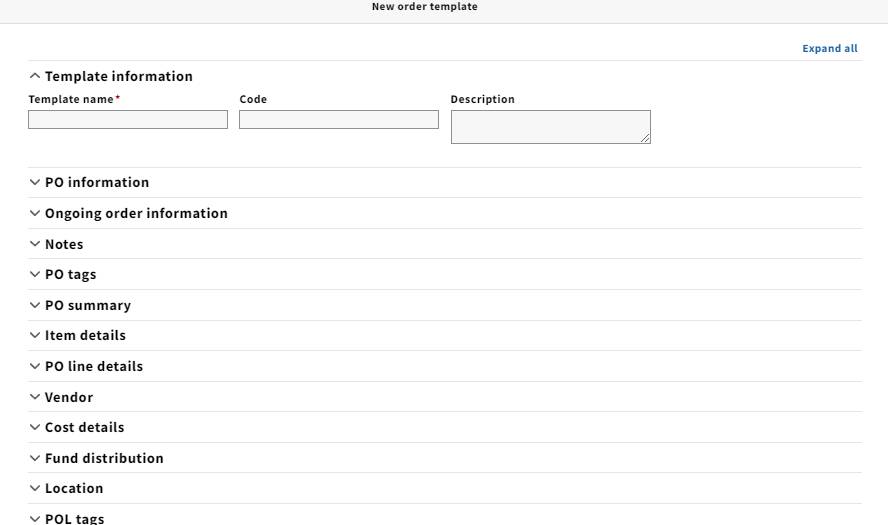 New order template
Expand all
Template information
Template name* Code Description
PO information
Ongoing order information
Notes
PO tags
PO summary
Item details
PO line details
Vendor
Cost details
Fund distribution
Location
POL tags